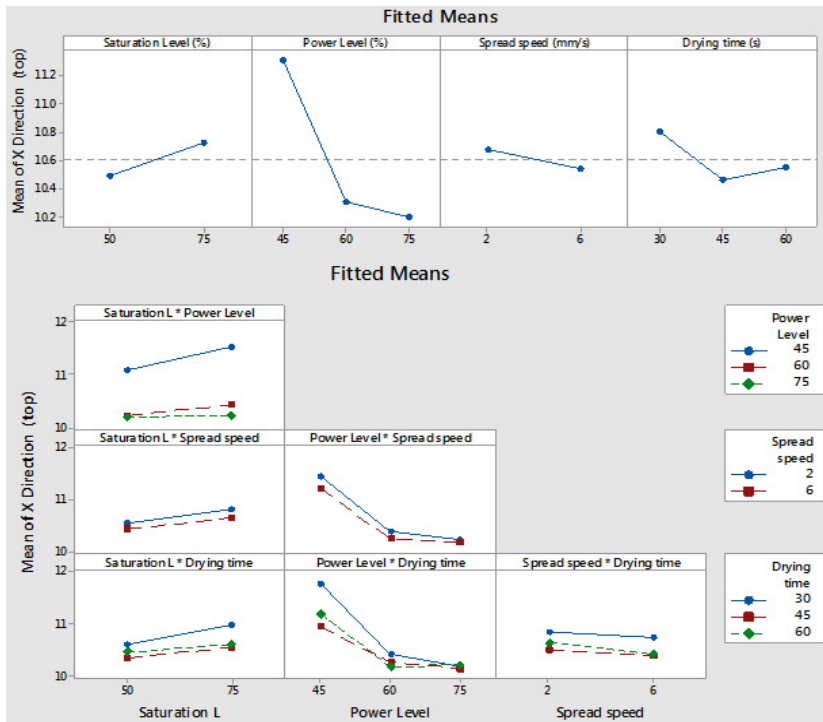 Fitted Means
Saturation Level (%) Power Level (%) Spread speed (mm/s) Drying time (s)
Mean of X Direction (top)
11.2
11.0
10.8
10.6
10.4
10.2
50 75 45 60 75 2 6 30 45 60
Fitted Means
Mean of X Direction (top)
Saturation L * Power Level
12
11
10
Power
Level
45
60
75
Saturation L * Spread speed Power Level * Spread speed
12
11
10
Spread
speed
2
6
Saturation L * Drying time Power Level * Drying time Spread speed * Drying time
12
11
10
Drying
time
30
45
60
50 75 45 60 75 2 6
Saturation L Power Level Spread speed